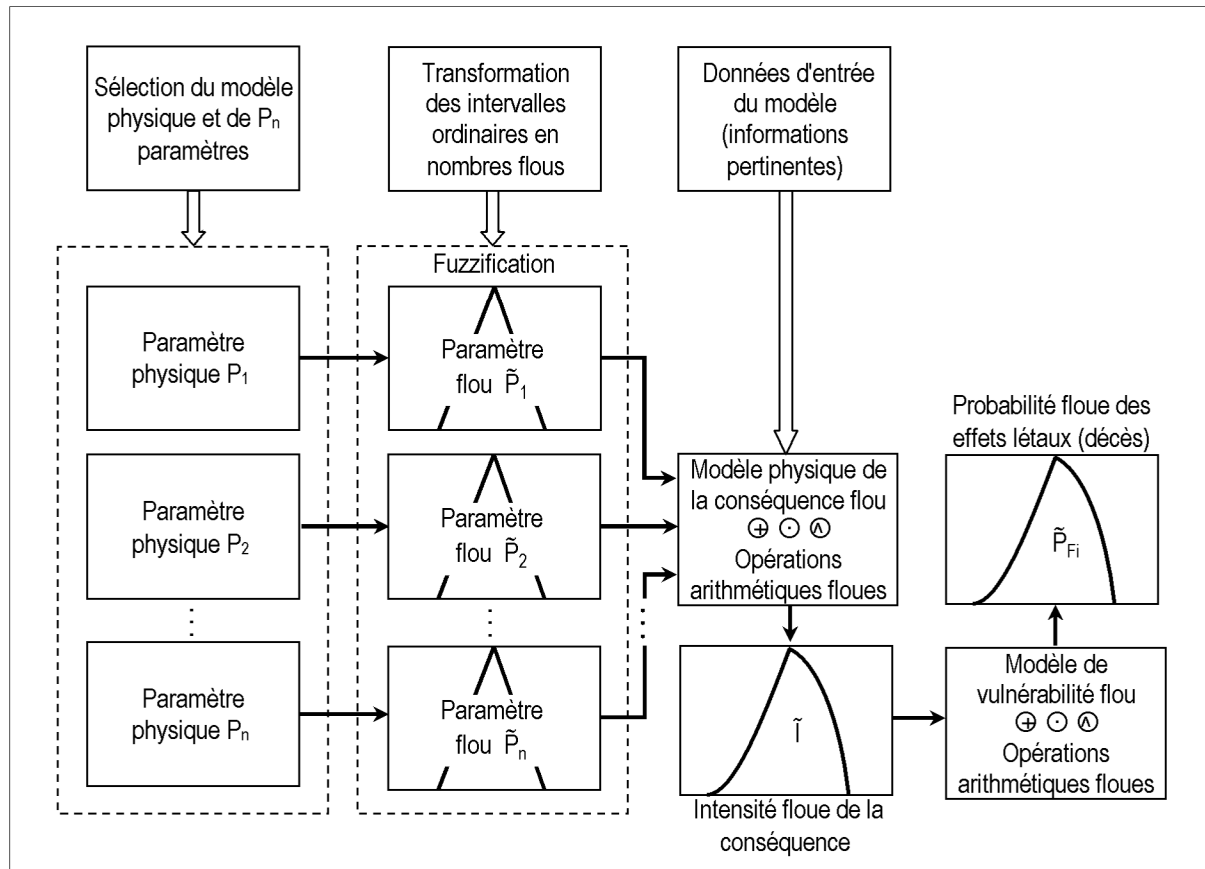 Sélection du modèle
physique et de Pn
paramètres
Transformation
des intervalles
ordinaires en
nombres flous
Données d'entrée
du modèle
(informations
pertinentes)
Fuzzification
Paramètre
physique P1
Paramètre
flou P̃1
Paramètre
physique P2
Paramètre
flou P̃2
Paramètre
physique Pn
Paramètre
flou P̃n
Modèle physique de
la conséquence flou
⊕ ⊙ Ⓐ
Opérations
arithmétiques floues
Ĩ
Intensité floue de la
conséquence
Probabilité floue des
effets létaux (décès)
P̃Fi
Modèle de
vulnérabilité flou
⊕ ⊙ Ⓐ
Opérations
arithmétiques floues